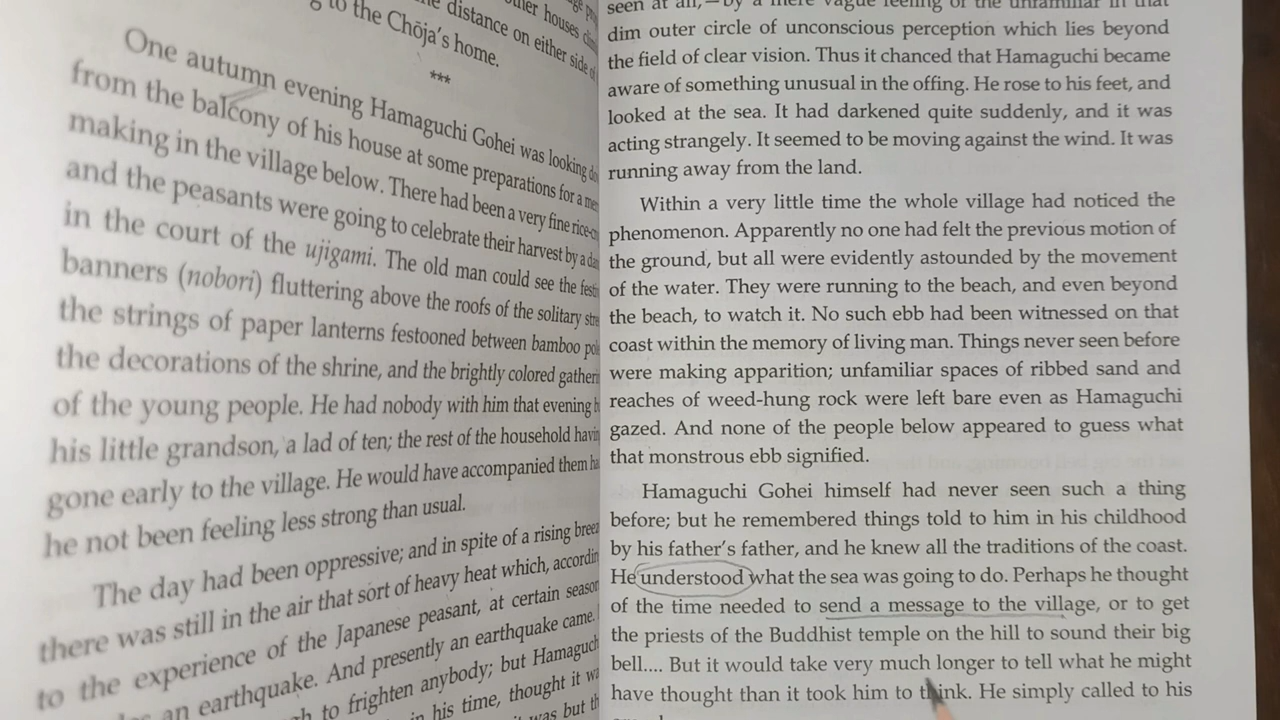 to the Chōja's home.
distance on either side of
***
One autumn evening Hamaguchi Gohei was looking
from the balcony of his house at some preparations for a
making in the village below. There had been a very fine
and the peasants were going to celebrate their harvest by a
in the court of the ujigami. The old man could see the
banners (nobori) fluttering above the roofs of the solitary
the strings of paper lanterns festooned between bamboo
the decorations of the shrine, and the brightly colored
of the young people. He had nobody with him that evening
his little grandson, a lad of ten; the rest of the household
gone early to the village. He would have accompanied them
he not been feeling less strong than usual.
The day had been oppressive; and in spite of a rising
there was still in the air that sort of heavy heat which,
to the experience of the Japanese peasant, at certain
an earthquake. And presently an earthquake came.
to frighten anybody; but
in his time, thought it
was but
seen at all,—by a mere vague feeling of the unfamiliar in that
dim outer circle of unconscious perception which lies beyond
the field of clear vision. Thus it chanced that Hamaguchi became
aware of something unusual in the offing. He rose to his feet, and
looked at the sea. It had darkened quite suddenly, and it was
acting strangely. It seemed to be moving against the wind. It was
running away from the land.
Within a very little time the whole village had noticed the
phenomenon. Apparently no one had felt the previous motion of
the ground, but all were evidently astounded by the movement
of the water. They were running to the beach, and even beyond
the beach, to watch it. No such ebb had been witnessed on that
coast within the memory of living man. Things never seen before
were making apparition; unfamiliar spaces of ribbed sand and
reaches of weed-hung rock were left bare even as Hamaguchi
gazed. And none of the people below appeared to guess what
that monstrous ebb signified.
Hamaguchi Gohei himself had never seen such a thing
before; but he remembered things told to him in his childhood
by his father's father, and he knew all the traditions of the coast.
He understood what the sea was going to do. Perhaps he thought
of the time needed to send a message to the village, or to get
the priests of the Buddhist temple on the hill to sound their big
bell.... But it would take very much longer to tell what he might
have thought than it took him to think. He simply called to his